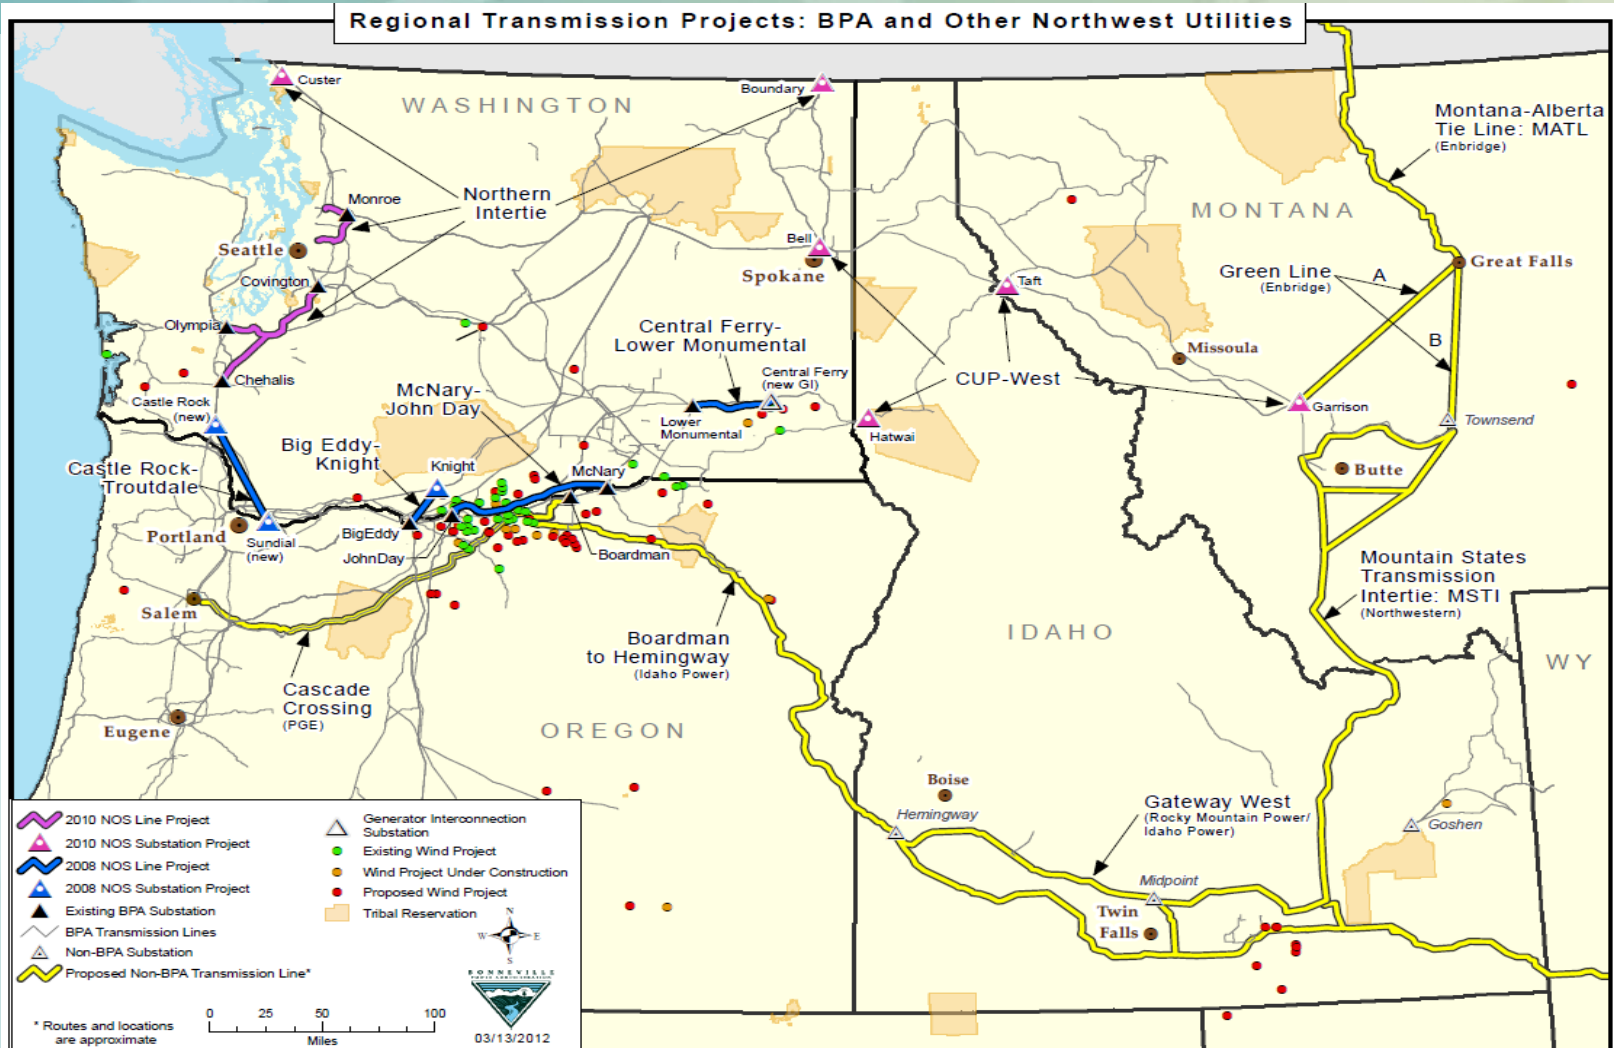 Regional Transmission Projects: BPA and Other Northwest Utilities
Custer
WASHINGTON
Boundary
Montana-Alberta
Tie Line: MATL
(Enbridge)
Northern
Intertie
Monroe
MONTANA
Seattle
Bell
Spokane
Covington
Taft
Green Line
(Enbridge)
A
B
Great Falls
Olympia
Central Ferry-
Lower Monumental
Missoula
Chehalis
McNary-
John Day
Central Ferry
(new GI)
CUP-West
Castle Rock
(new)
Lower
Monumental
Hatwai
Garrison
Townsend
Big Eddy-
Knight
Knight
McNary
Castle Rock-
Troutdale
Butte
Portland
Sundial
(new)
BigEddy
JohnDay
Boardman
Mountain States
Transmission
Intertie: MSTI
(Northwestern)
Salem
Boardman
to Hemingway
(Idaho Power)
IDAHO
WY
Cascade
Crossing
(PGE)
Eugene
OREGON
Boise
Hemingway
Gateway West
(Rocky Mountain Power/
Idaho Power)
Goshen
Midpoint
Twin
Falls
2010 NOS Line Project
2010 NOS Substation Project
2008 NOS Line Project
2008 NOS Substation Project
Existing BPA Substation
BPA Transmission Lines
Non-BPA Substation
Proposed Non-BPA Transmission Line*
Generator Interconnection
Substation
Existing Wind Project
Wind Project Under Construction
Proposed Wind Project
Tribal Reservation
N
W E
S
BONNEVILLE
POWER ADMINISTRATION
03/13/2012
* Routes and locations
are approximate
0 25 50 100
Miles